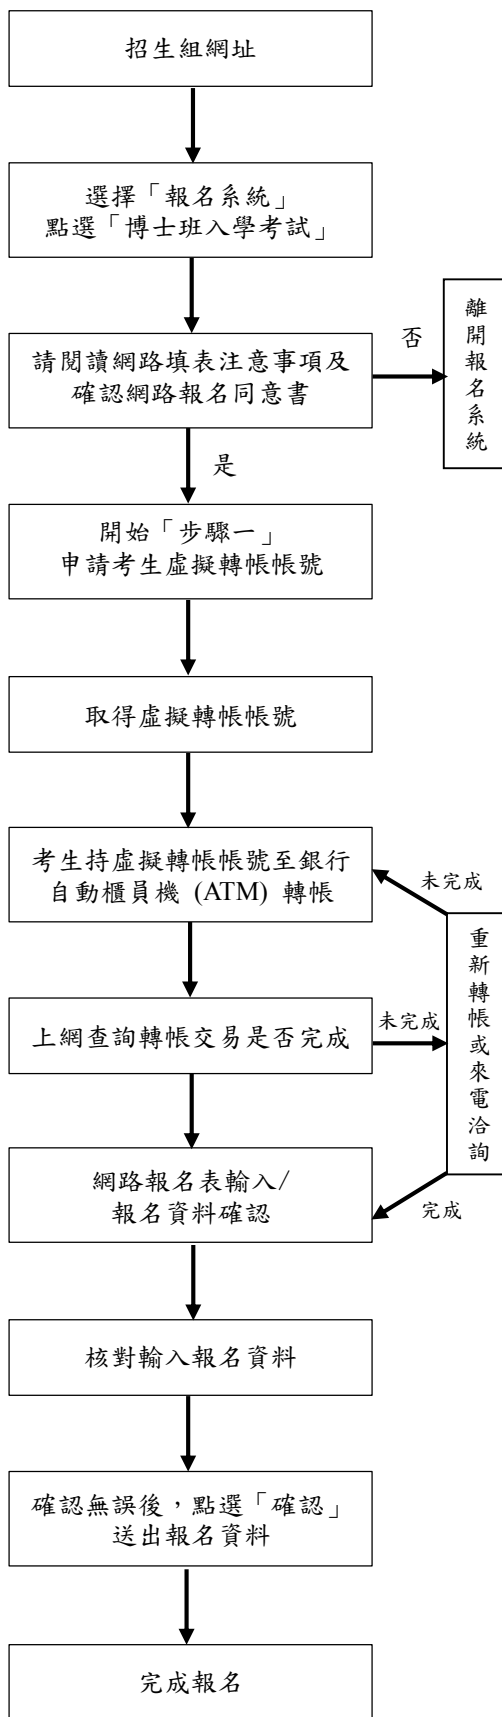 招生組網址
選擇「報名系統」
點選「博士班入學考試」
請閱讀網路填表注意事項及
確認網路報名同意書
否
離開報名系統
是
開始「步驟一」
申請考生虛擬轉帳帳號
取得虛擬轉帳帳號
考生持虛擬轉帳帳號至銀行
自動櫃員機 (ATM) 轉帳
未完成
上網查詢轉帳交易是否完成
未完成
重新轉帳或來電洽詢
網路報名表輸入/
報名資料確認
完成
核對輸入報名資料
確認無誤後,點選「確認」
送出報名資料
完成報名